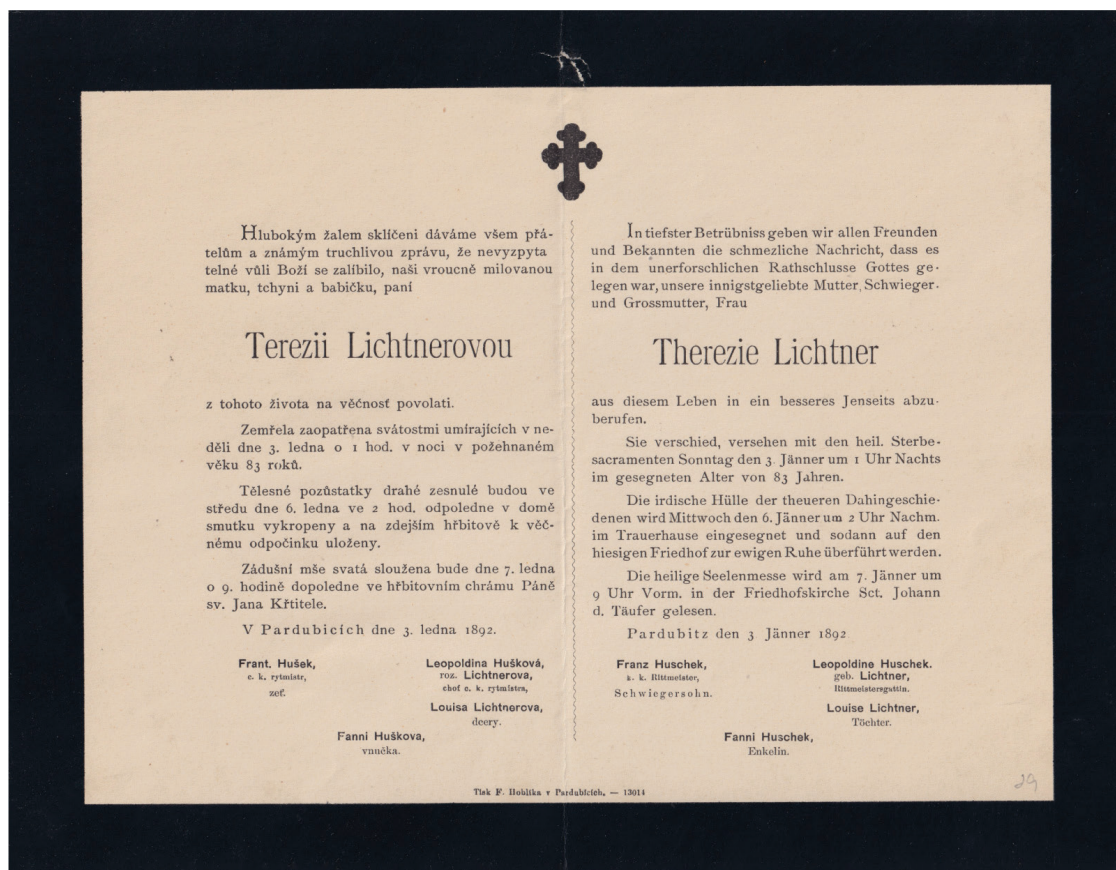 Hlubokým žalem sklíčeni dáváme všem přá-
telům a známým truchlivou zprávu, že nevyzpyta
telné vůli Boží se zalíbilo, naši vroucně milovanou
matku, tchyni a babičku, paní
Terezii Lichtnerovou
z tohoto života na věčnosť povolati.
Zemřela zaopatřena svátostmi umírajících v ne-
děli dne 3. ledna o 1 hod. v noci v požehnaném
věku 83 roků.
Tělesné pozůstatky drahé zesnulé budou ve
středu dne 6. ledna ve 2 hod. odpoledne v domě
smutku vykropeny a na zdejším hřbitově k věč-
nému odpočinku uloženy.
Zádušní mše svatá sloužena bude dne 7. ledna
o 9. hodině dopoledne ve hřbitovním chrámu Páně
sv. Jana Křtitele.
V Pardubicích dne 3. ledna 1892.
Frant. Hušek,
c. k. rytmistr,
zeť.
Leopoldina Hušková,
roz. Lichtnerova,
choť c. k. rytmistra,
Louisa Lichtnerova,
dcery.
Fanni Huškova,
vnučka.
In tiefster Betrübniss geben wir allen Freunden
und Bekannten die schmezliche Nachricht, dass es
in dem unerforschlichen Rathschlusse Gottes ge-
legen war, unsere innigstgeliebte Mutter, Schwieger-
und Grossmutter, Frau
Therezie Lichtner
aus diesem Leben in ein besseres Jenseits abzu-
berufen.
Sie verschied, versehen mit den heil. Sterbe-
sacramenten Sonntag den 3. Jänner um 1 Uhr Nachts
im gesegneten Alter von 83 Jahren.
Die irdische Hülle der theueren Dahingeschie-
denen wird Mittwoch den 6. Jänner um 2 Uhr Nachm.
im Trauerhause eingesegnet und sodann auf den
hiesigen Friedhof zur ewigen Ruhe überführt werden.
Die heilige Seelenmesse wird am 7. Jänner um
9 Uhr Vorm. in der Friedhofskirche Sct. Johann
d. Täufer gelesen.
Pardubitz den 3 Jänner 1892
Franz Huschek,
k. k. Rittmeister,
Schwiegersohn.
Leopoldine Huschek.
geb. Lichtner,
Rittmeistersgattin.
Louise Lichtner,
Töchter.
Fanni Huschek,
Enkelin.
Tisk F. Hoblíka v Pardubicích. — 13014
29